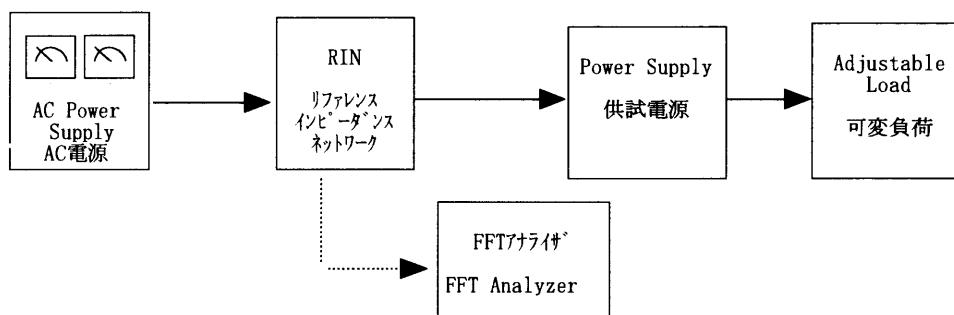 AC Power
Supply
AC電源
RIN
リファレンス
インピーダンス
ネットワーク
Power Supply
供試電源
Adjustable
Load
可変負荷
FFTアナライザ
FFT Analyzer